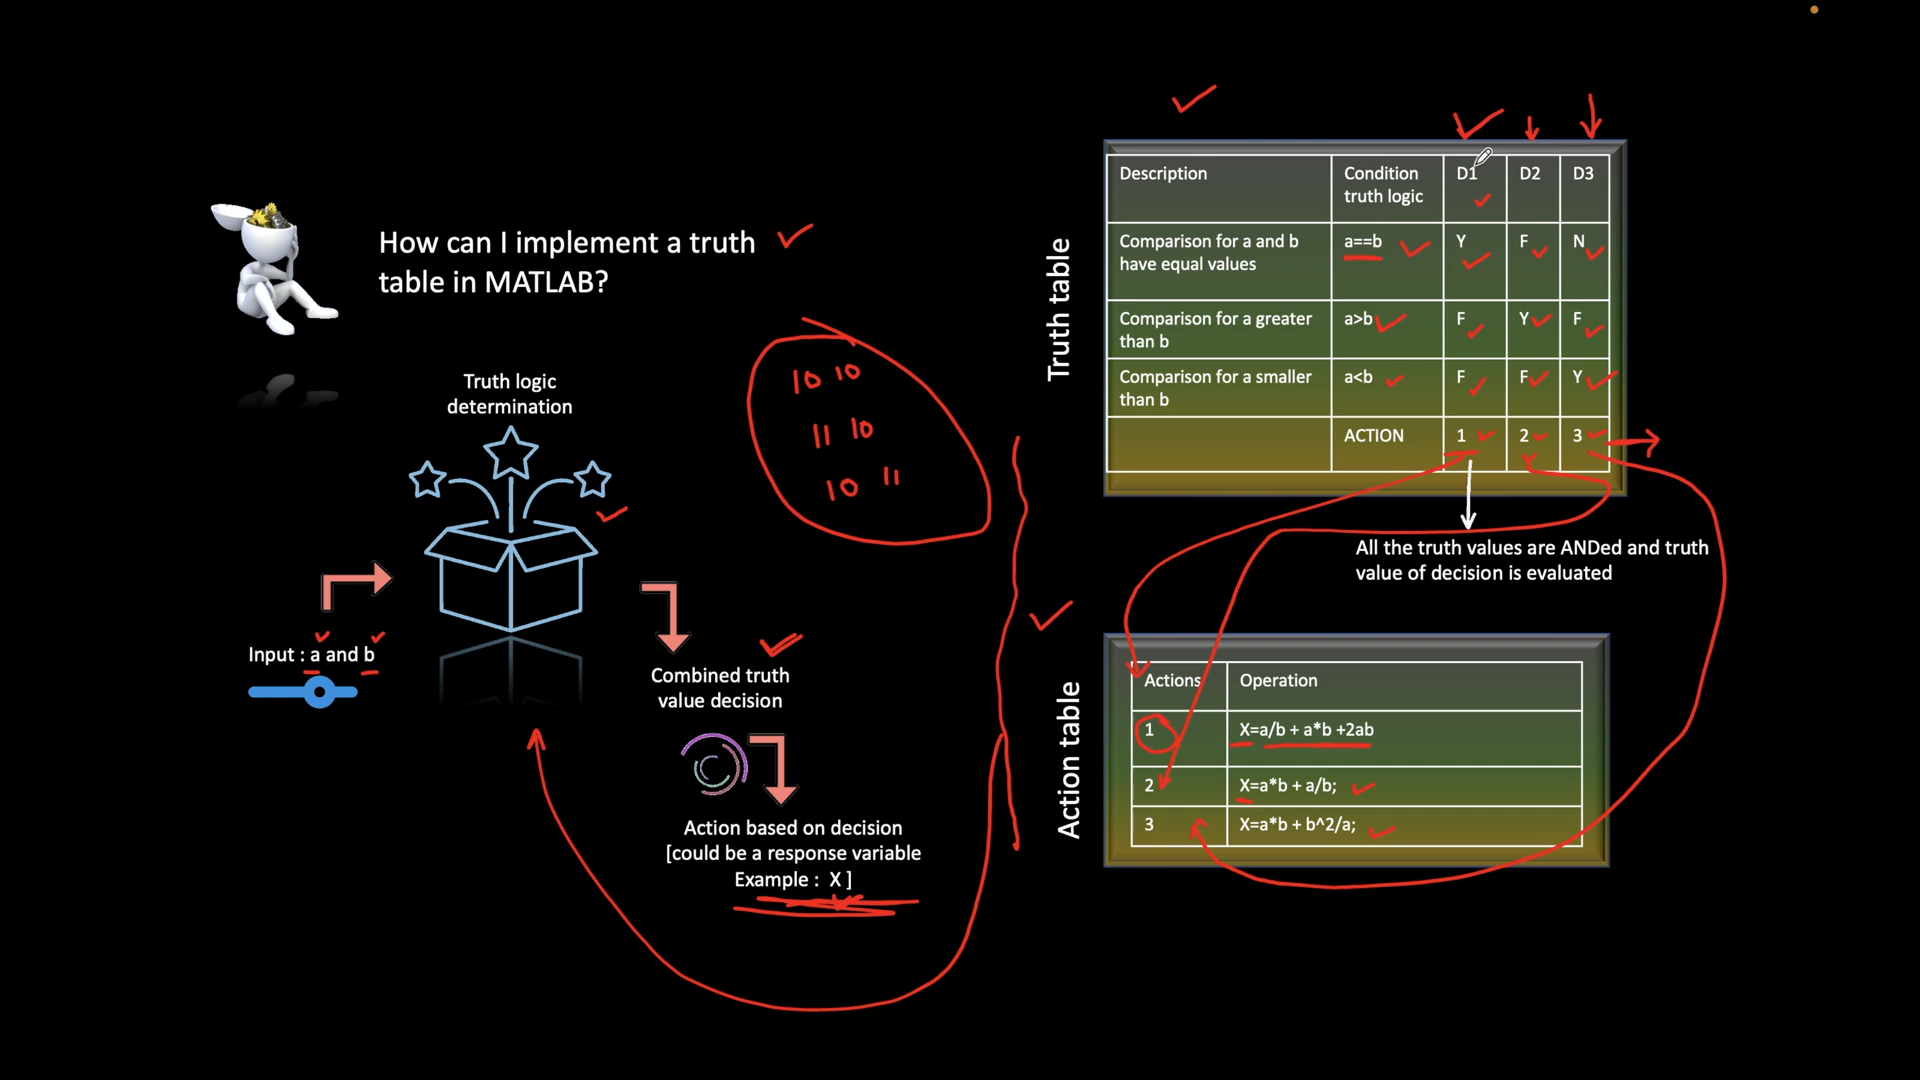 How can I implement a truth
table in MATLAB?
Truth logic
determination
Input : a and b
Combined truth
value decision
Action based on decision
[could be a response variable
Example : X ]
10 10
11 10
10 11
Truth table
Description Condition truth logic D1 D2 D3
Comparison for a and b have equal values a==b Y F N
Comparison for a greater than b a>b F Y F
Comparison for a smaller than b a<b F F Y
ACTION 1 2 3
All the truth values are ANDed and truth
value of decision is evaluated
Action table
Actions Operation
1 X=a/b + a*b +2ab
2 X=a*b + a/b;
3 X=a*b + b^2/a;